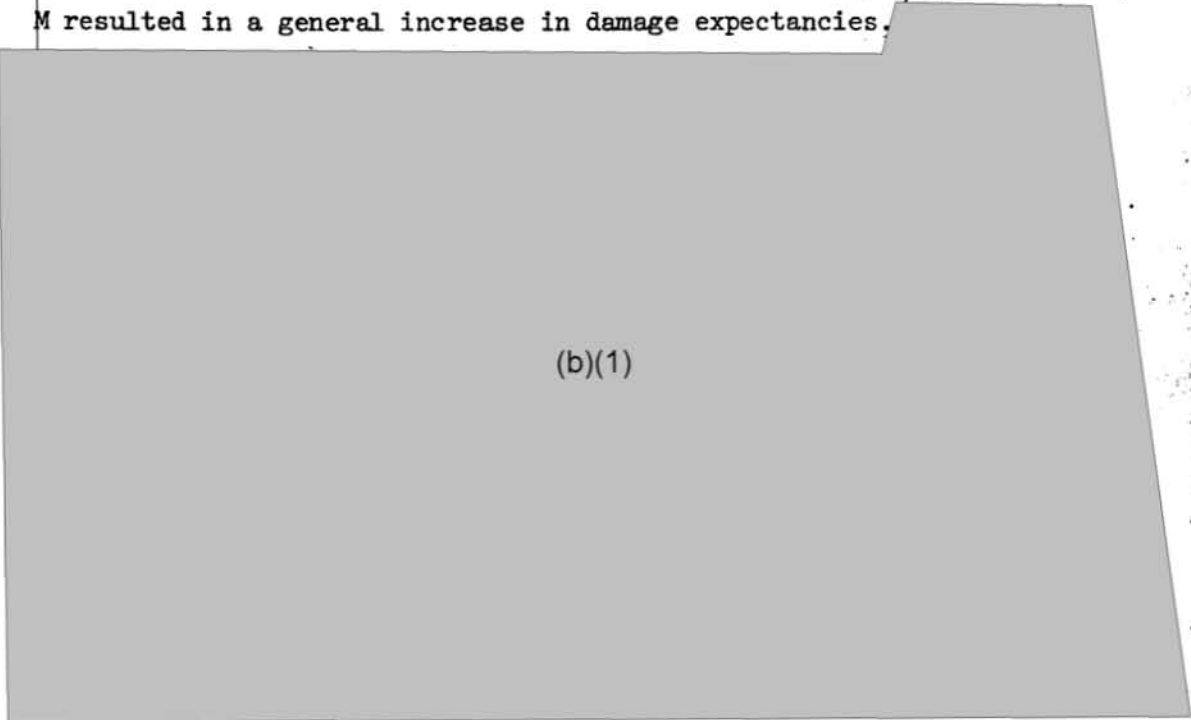 M resulted in a general increase in damage expectancies.
(b)(1)